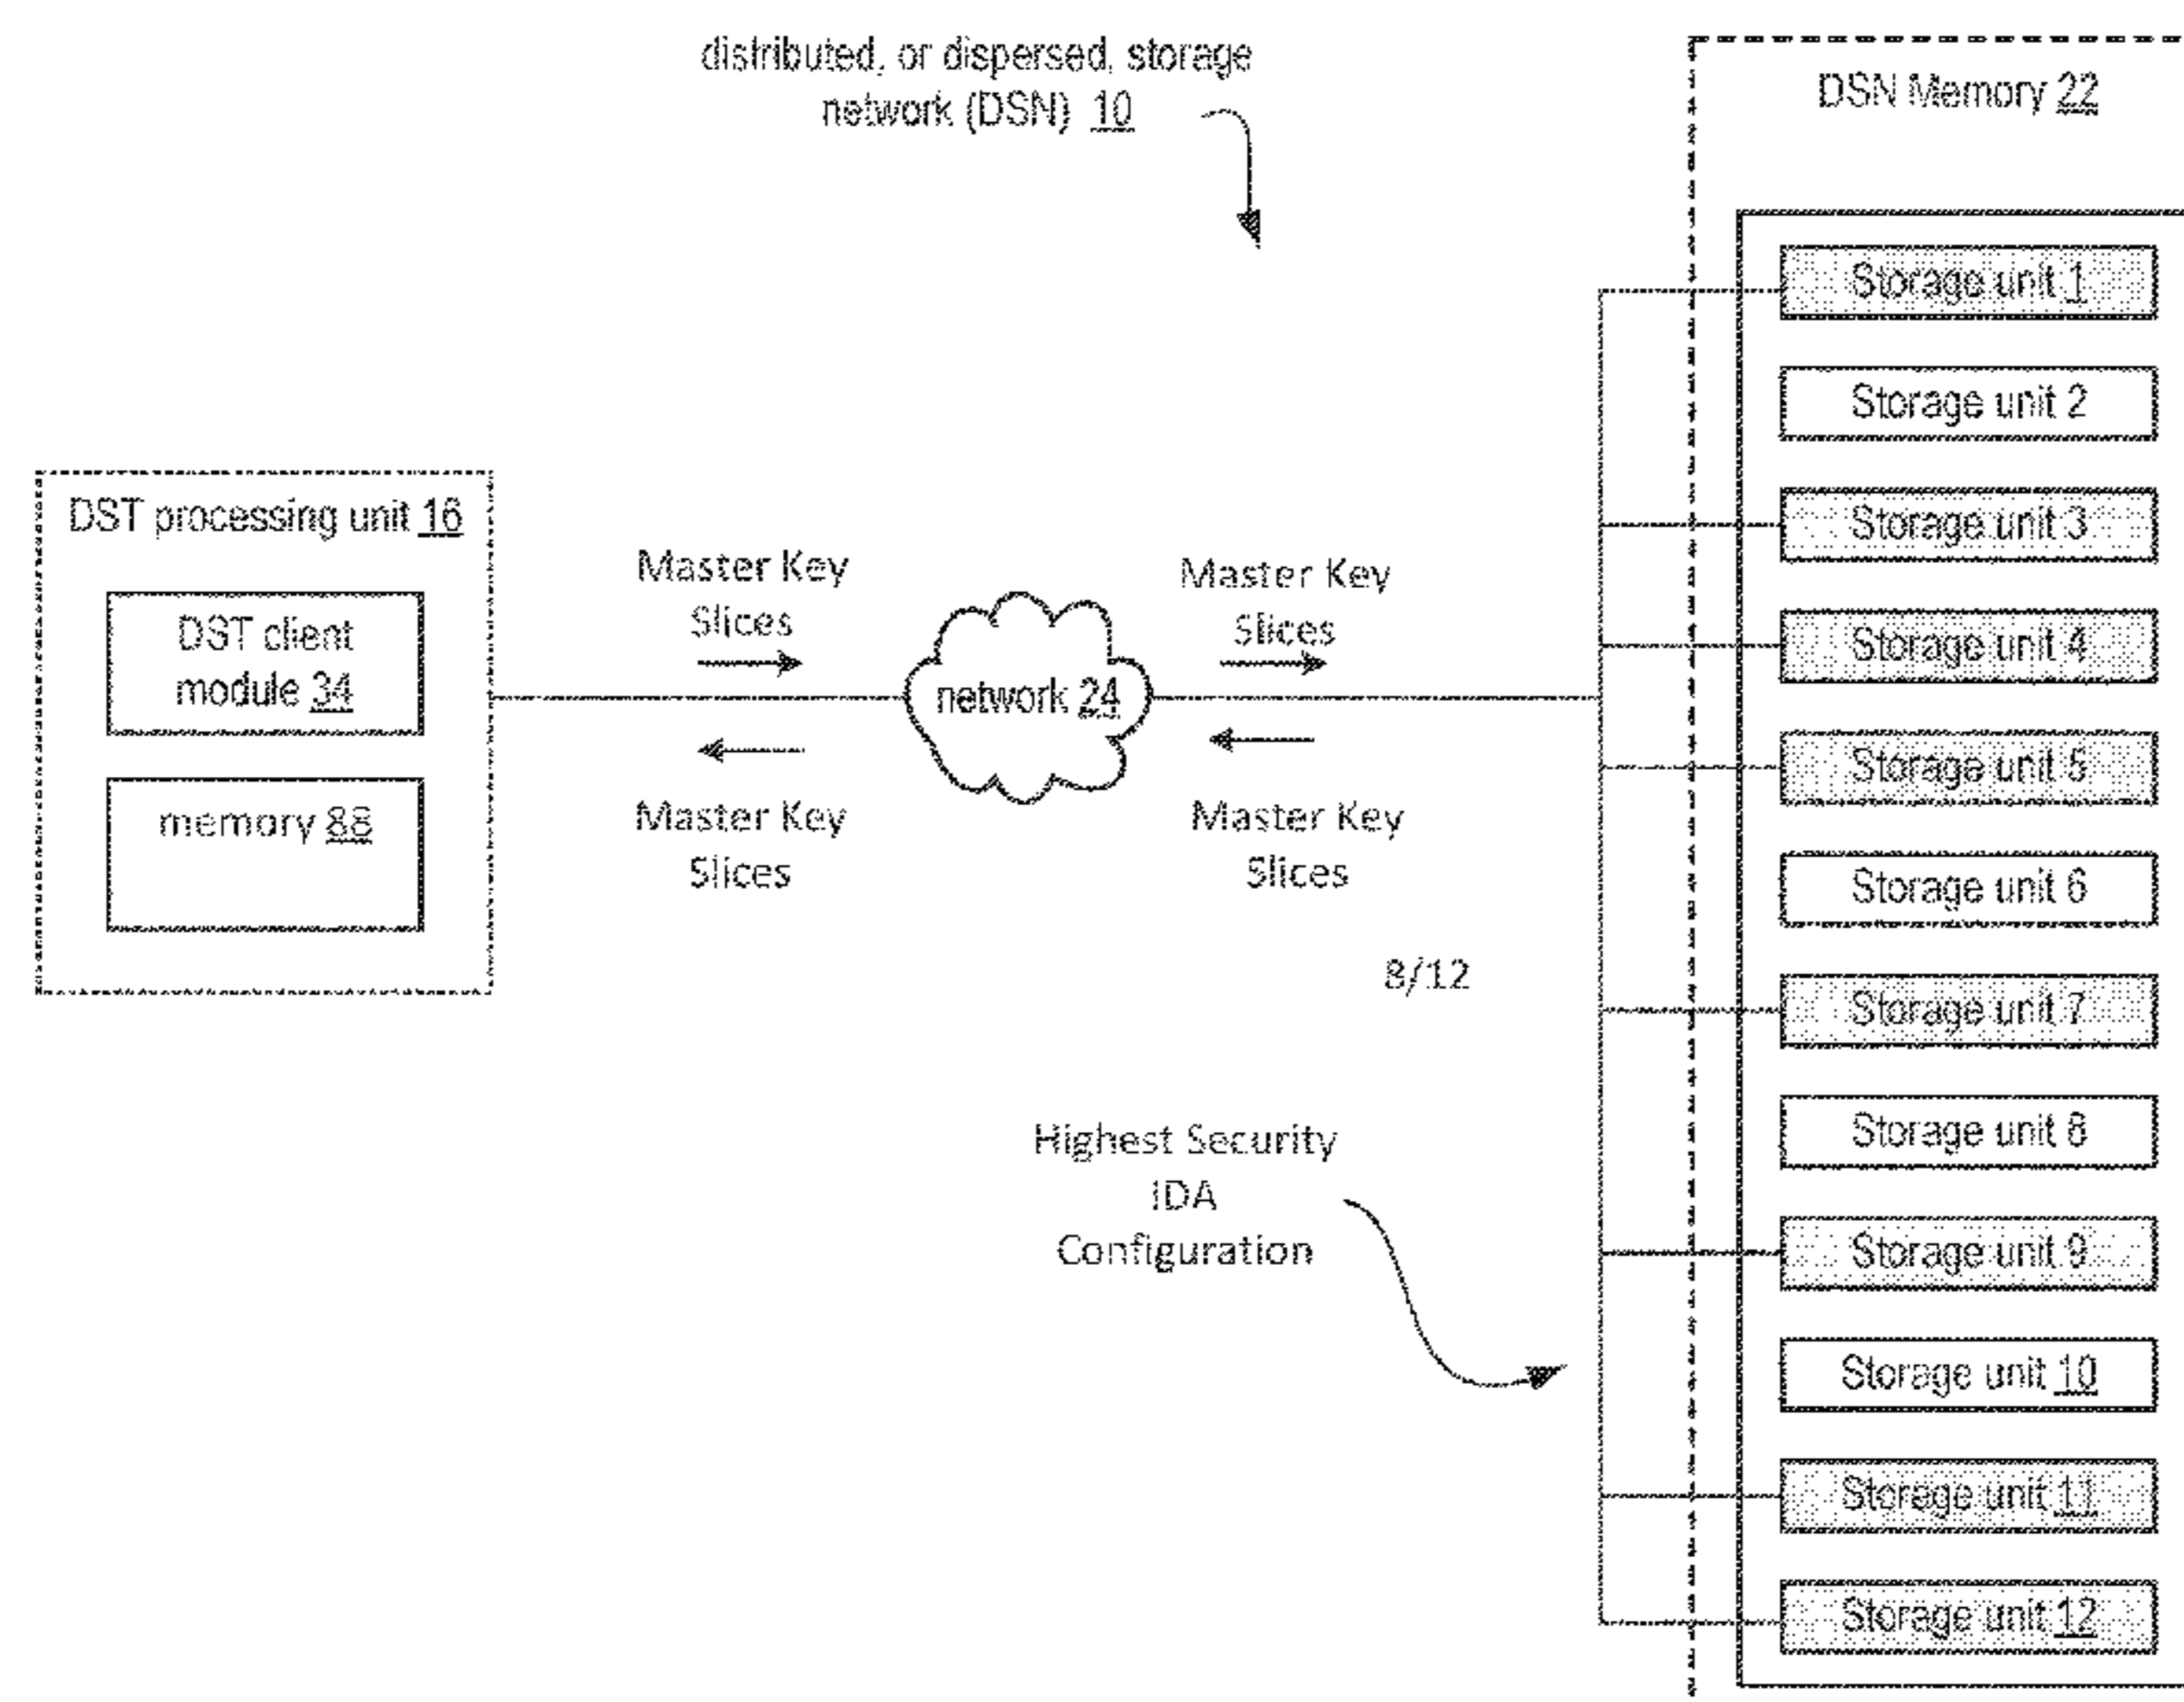 distributed, or dispersed, storage
network (DSN) 10
DSN Memory 22
DST processing unit 16
DST client
module 34
memory 88
Master Key
Slices
network 24
Master Key
Slices
Master Key
Slices
Master Key
Slices
8/12
Highest Security
IDA
Configuration
Storage unit 1
Storage unit 2
Storage unit 3
Storage unit 4
Storage unit 5
Storage unit 6
Storage unit 7
Storage unit 8
Storage unit 9
Storage unit 10
Storage unit 11
Storage unit 12